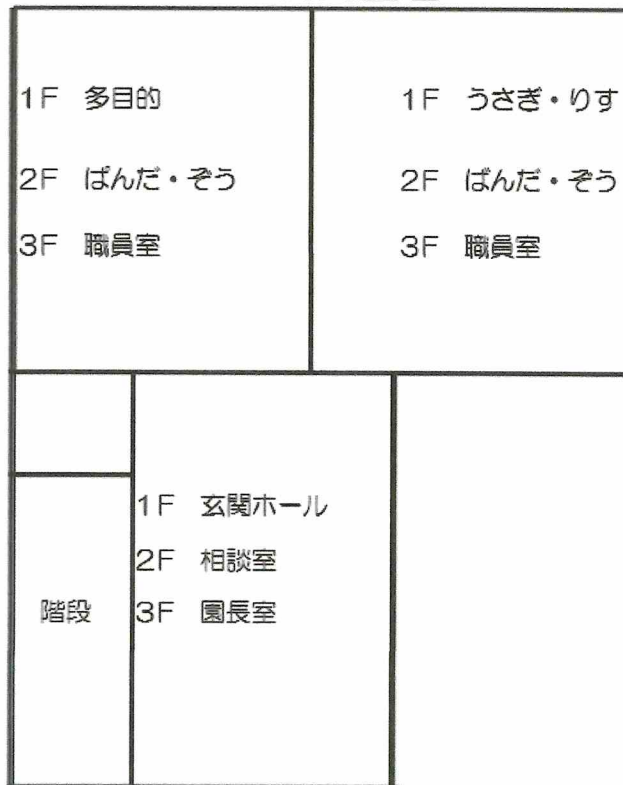 1F 多目的
2F ぱんだ・ぞう
3F 職員室
1F うさぎ・りす
2F ぱんだ・ぞう
3F 職員室
1F 玄関ホール
2F 相談室
3F 園長室
階段